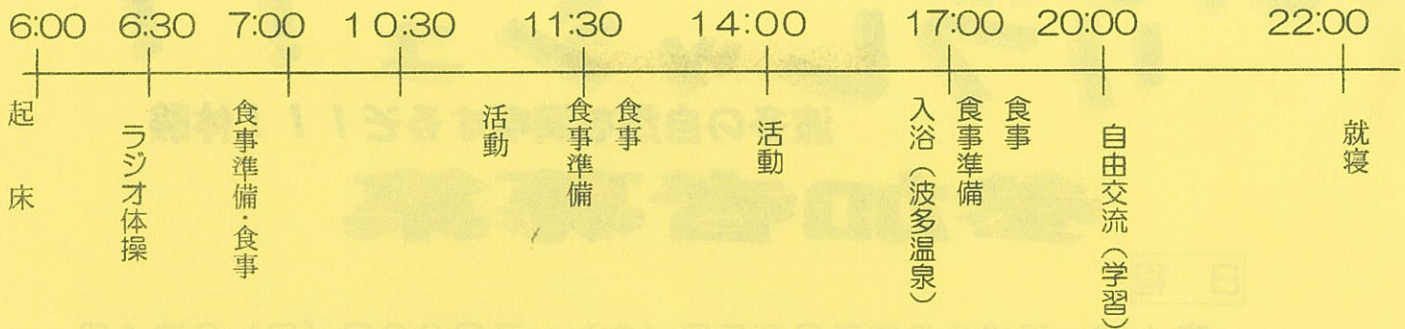 6:00 6:30 7:00 10:30 11:30 14:00 17:00 20:00 22:00
起床
ラジオ体操
食事準備・食事
活動
食事準備
食事
活動
入浴（波多温泉）
食事準備
食事
自由交流（学習）
就寝